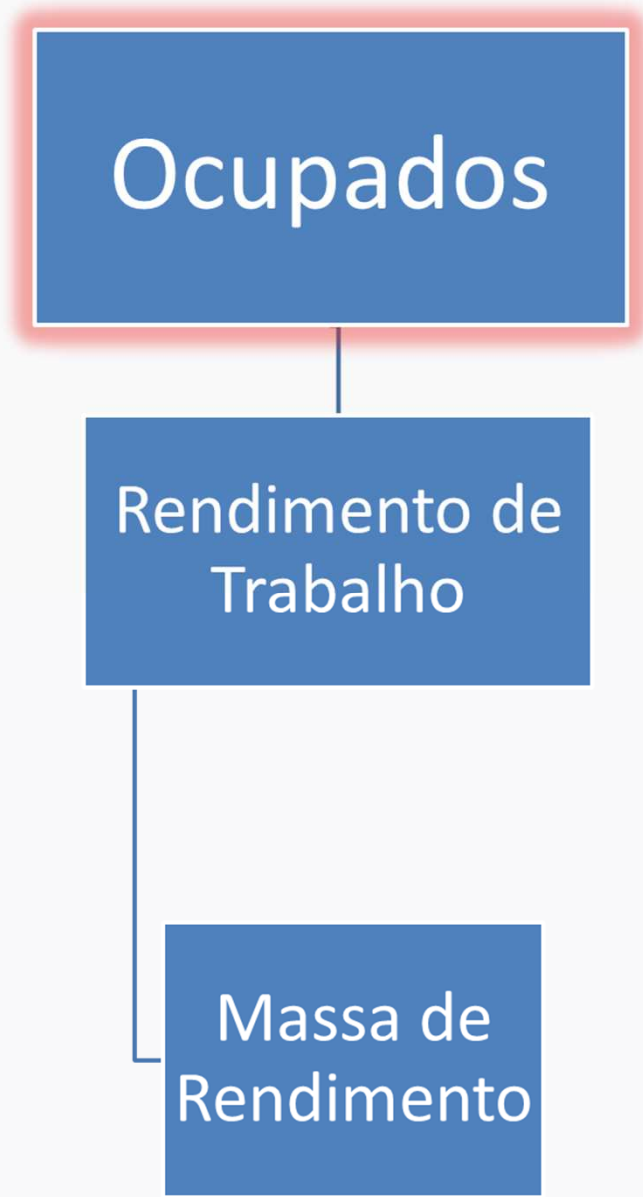 Ocupados
Rendimento de
Trabalho
Massa de
Rendimento